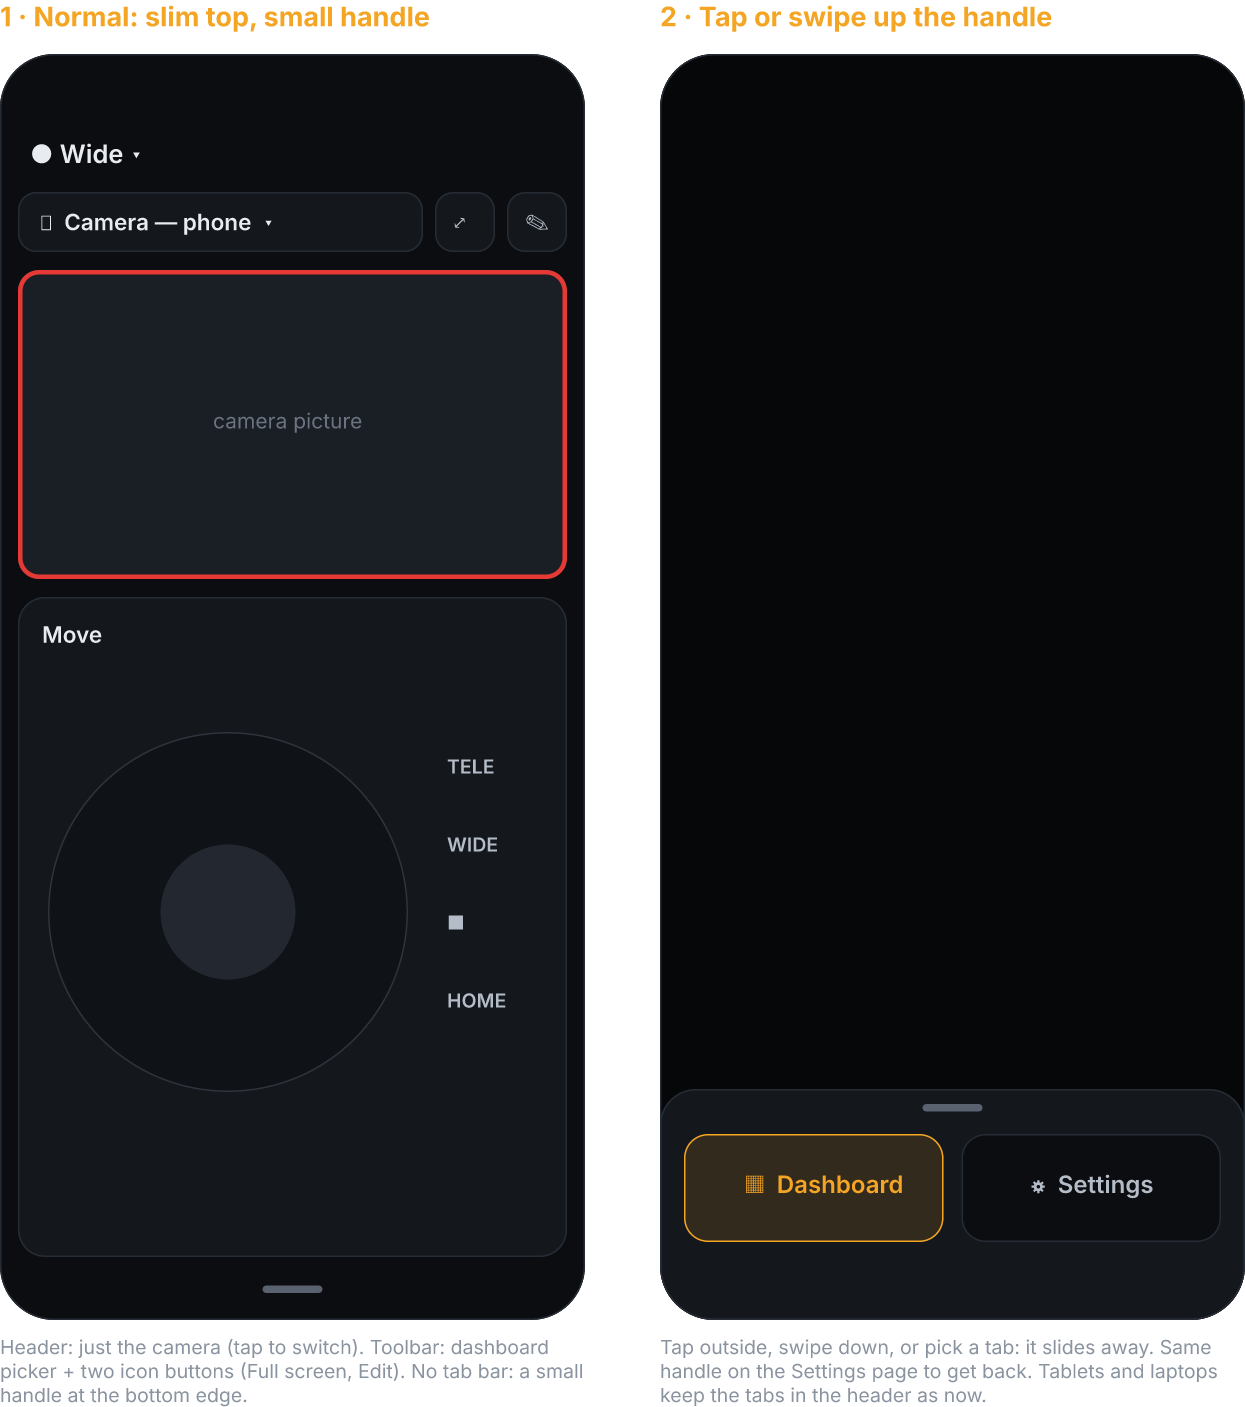 1 · Normal: slim top, small handle
Wide ▾
Camera — phone ▾
camera picture
Move
TELE
WIDE
HOME
Header: just the camera (tap to switch). Toolbar: dashboard
picker + two icon buttons (Full screen, Edit). No tab bar: a small
handle at the bottom edge.
2 · Tap or swipe up the handle
Dashboard
Settings
Tap outside, swipe down, or pick a tab: it slides away. Same
handle on the Settings page to get back. Tablets and laptops
keep the tabs in the header as now.